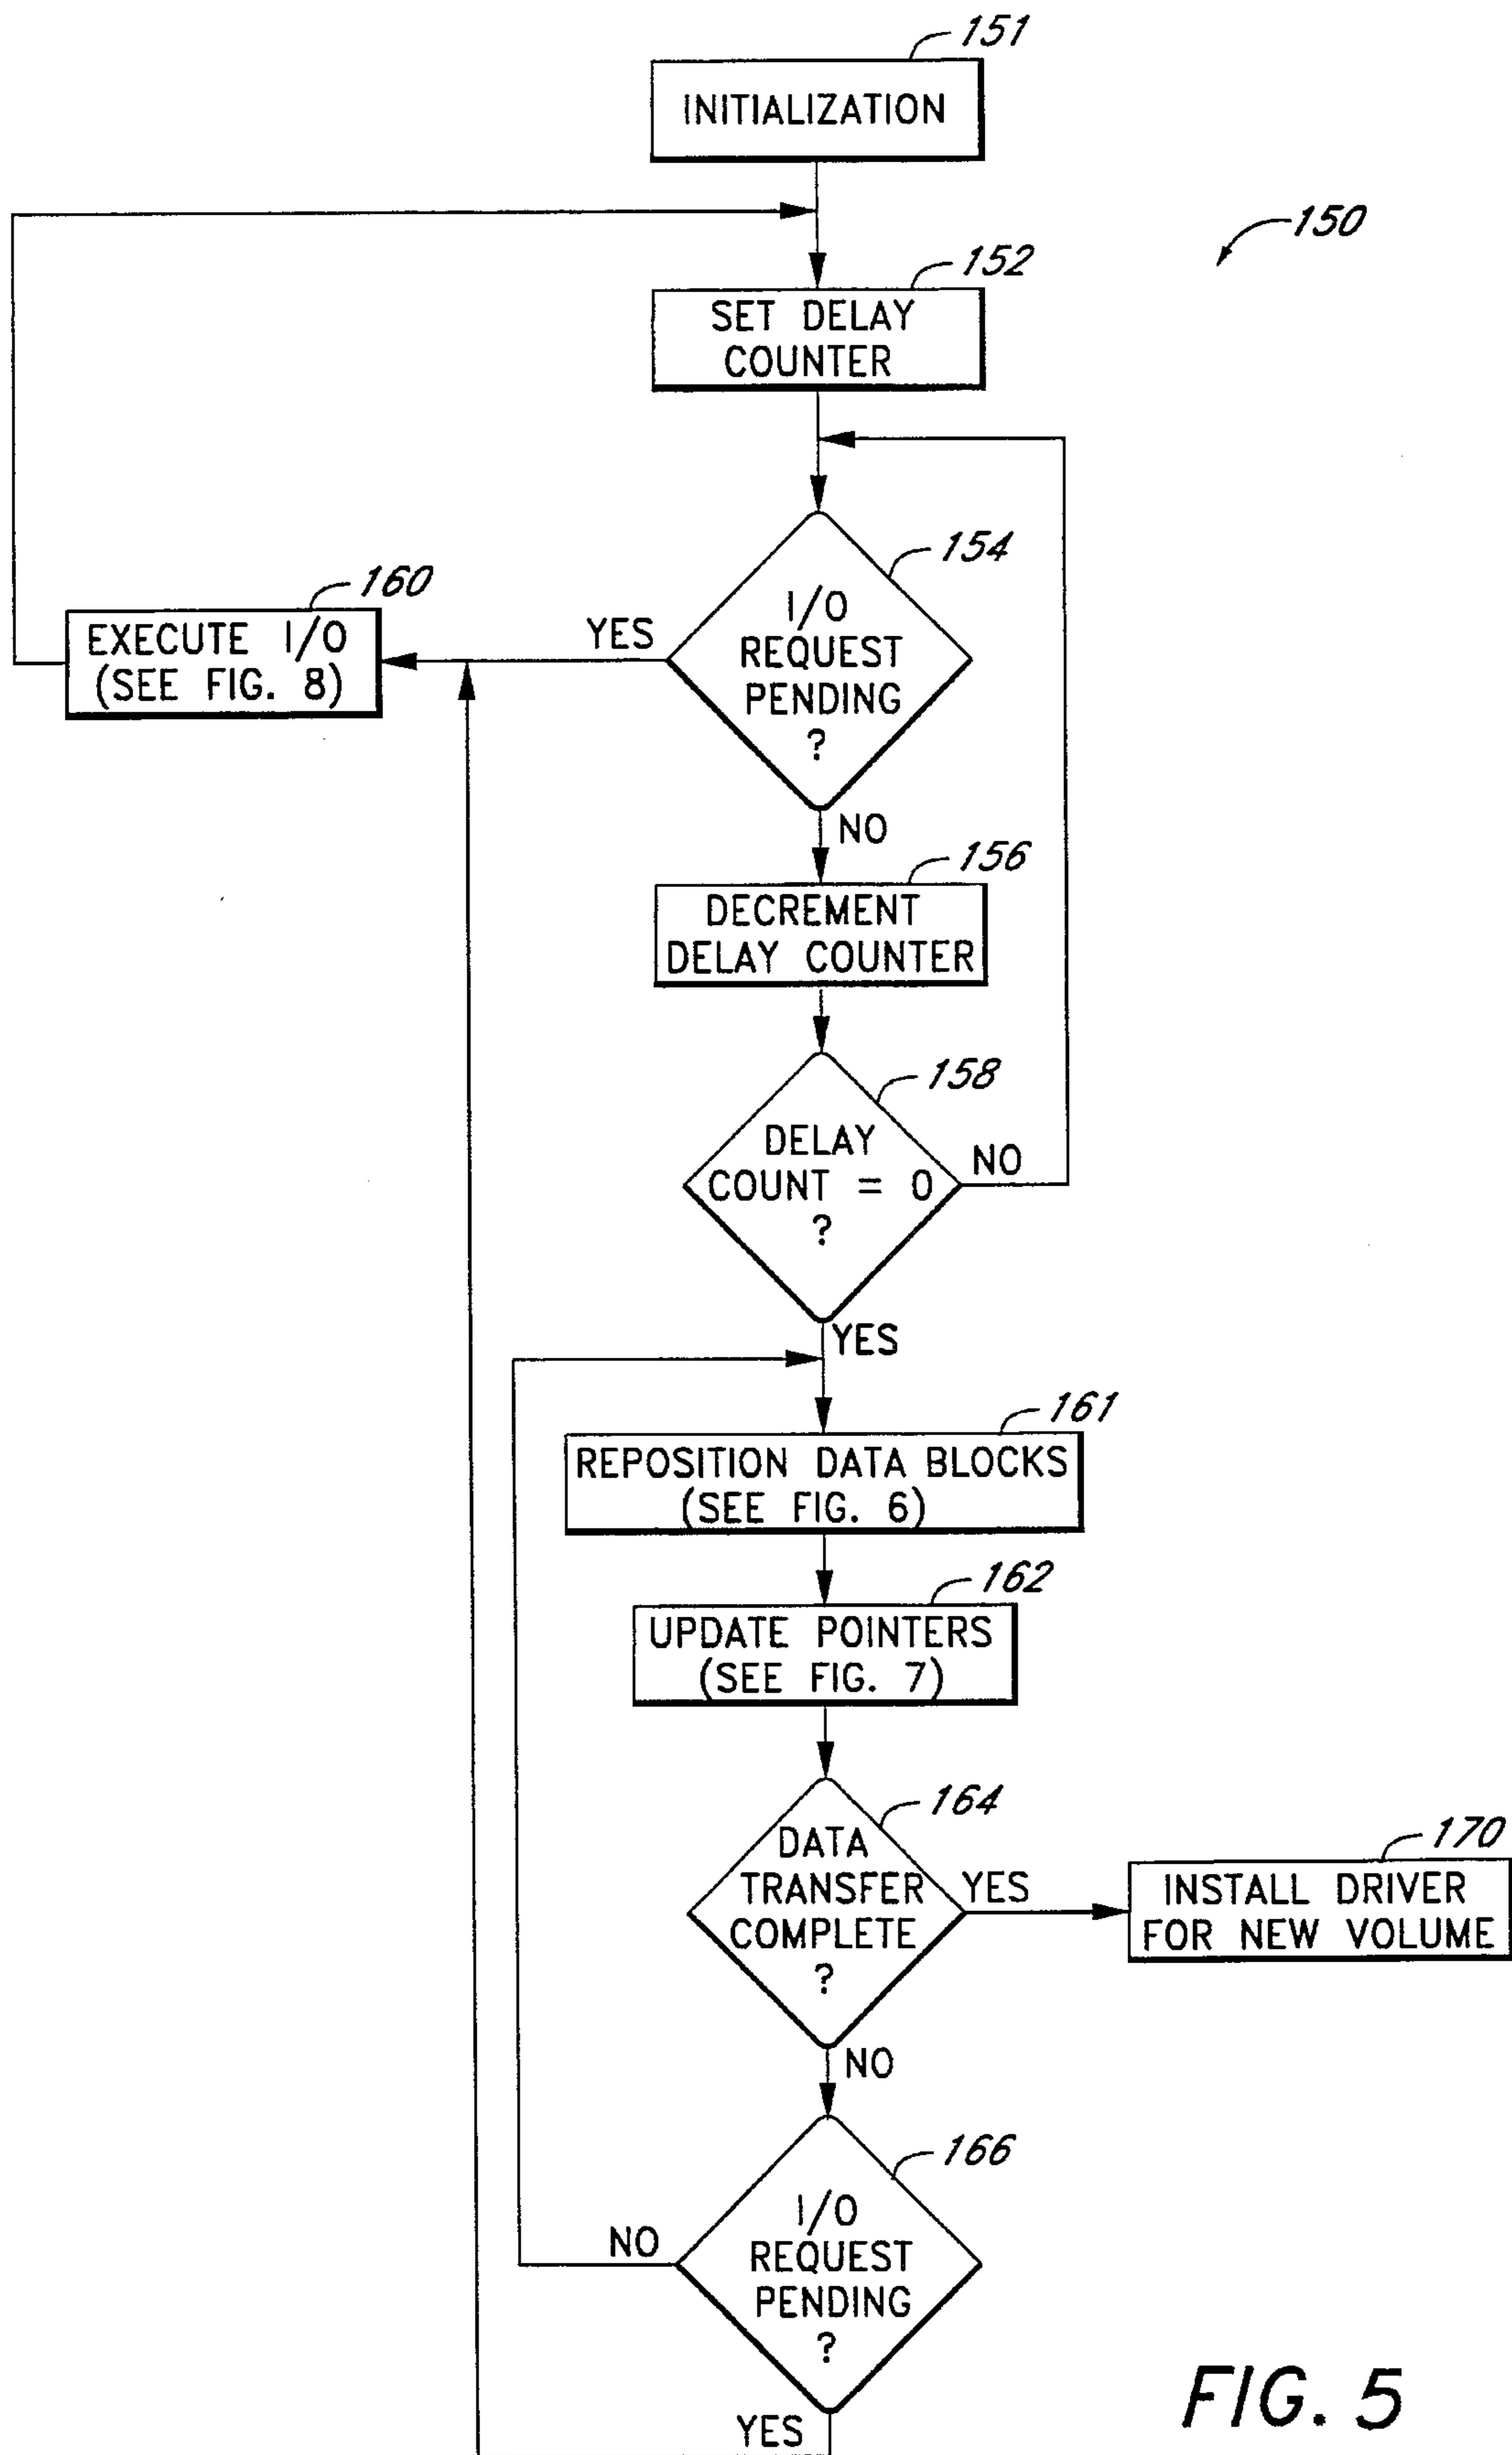 151
INITIALIZATION
150
152
SET DELAY
COUNTER
154
I/O
REQUEST
PENDING
?
YES
160
EXECUTE I/O
(SEE FIG. 8)
NO
156
DECREMENT
DELAY COUNTER
158
DELAY
COUNT = 0
?
NO
YES
161
REPOSITION DATA BLOCKS
(SEE FIG. 6)
162
UPDATE POINTERS
(SEE FIG. 7)
164
DATA
TRANSFER
COMPLETE
?
YES
170
INSTALL DRIVER
FOR NEW VOLUME
NO
166
I/O
REQUEST
PENDING
?
NO
YES
FIG. 5